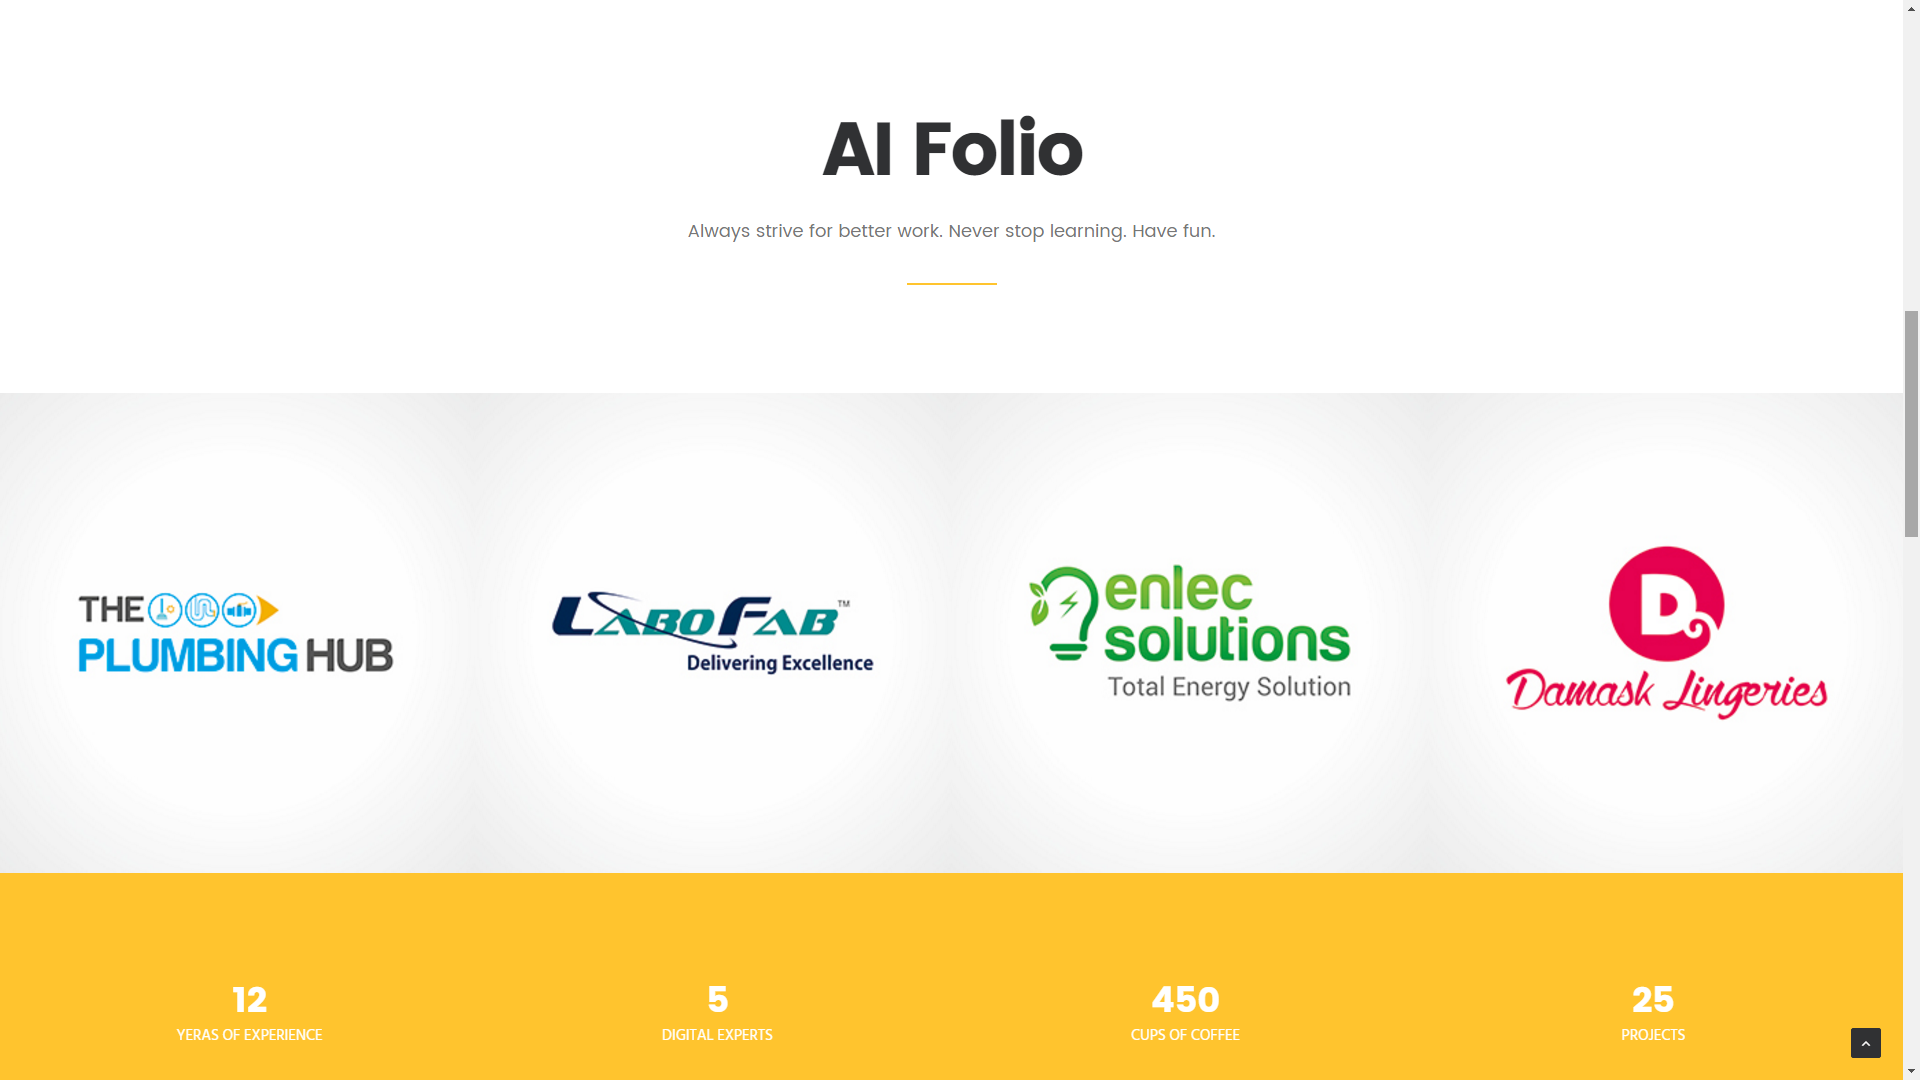 AI Folio
Always strive for better work. Never stop learning. Have fun.
THE
PLUMBING HUB
LABOFAB™
Delivering Excellence
enlec
solutions
Total Energy Solution
D
Damask Lingeries
12
YERAS OF EXPERIENCE
5
DIGITAL EXPERTS
450
CUPS OF COFFEE
25
PROJECTS